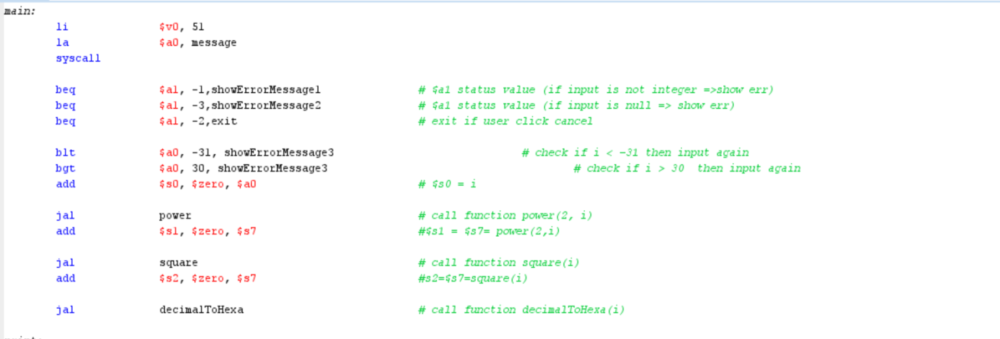 main:
li $v0, 51
la $a0, message
syscall
beq $a1, -1,showErrorMessage1 # $a1 status value (if input is not integer =>show err)
beq $a1, -3,showErrorMessage2 # $a1 status value (if input is null => show err)
beq $a1, -2,exit # exit if user click cancel
blt $a0, -31, showErrorMessage3 # check if i < -31 then input again
bgt $a0, 30, showErrorMessage3 # check if i > 30 then input again
add $s0, $zero, $a0 # $s0 = i
jal power # call function power(2, i)
add $s1, $zero, $s7 #$s1 = $s7= power(2,i)
jal square # call function square(i)
add $s2, $zero, $s7 #s2=$s7=square(i)
jal decimalToHexa # call function decimalToHexa(i)